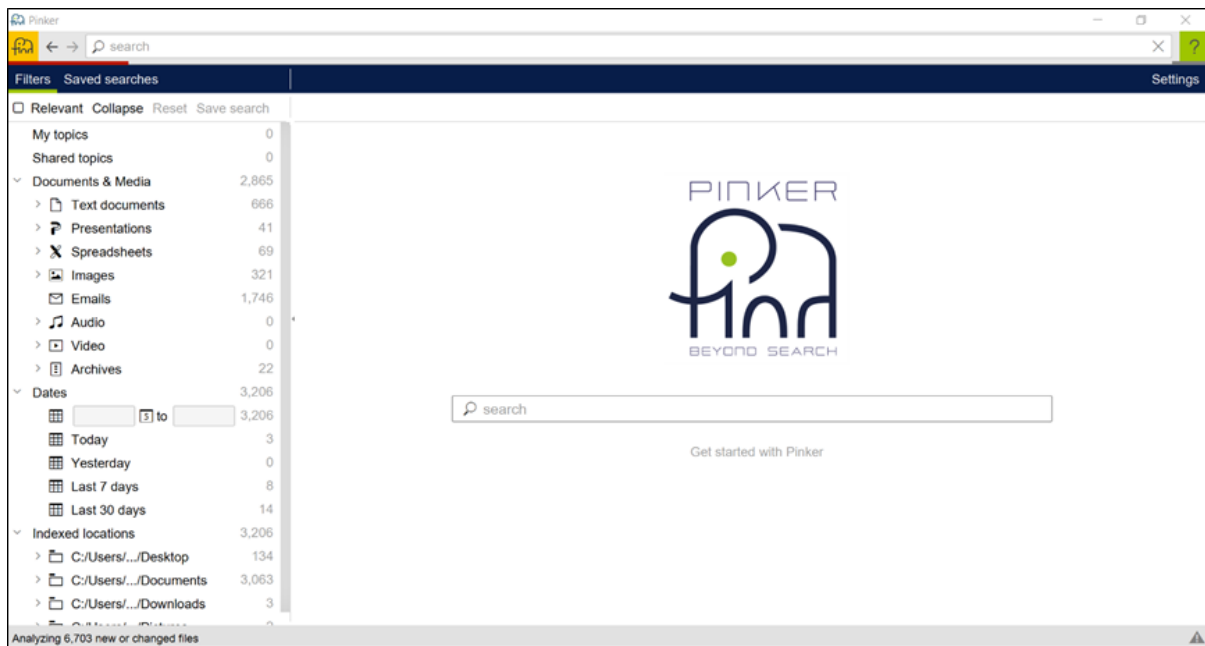 Pinker
find
search
Filters Saved searches Settings
Relevant Collapse Reset Save search
My topics 0
Shared topics 0
Documents & Media 2,865
Text documents 666
Presentations 41
Spreadsheets 69
Images 321
Emails 1,746
Audio 0
Video 0
Archives 22
Dates 3,206
5 to 3,206
Today 3
Yesterday 0
Last 7 days 8
Last 30 days 14
Indexed locations 3,206
C:/Users/.../Desktop 134
C:/Users/.../Documents 3,063
C:/Users/.../Downloads 3
PINKER
find
BEYOND SEARCH
search
Get started with Pinker
Analyzing 6,703 new or changed files